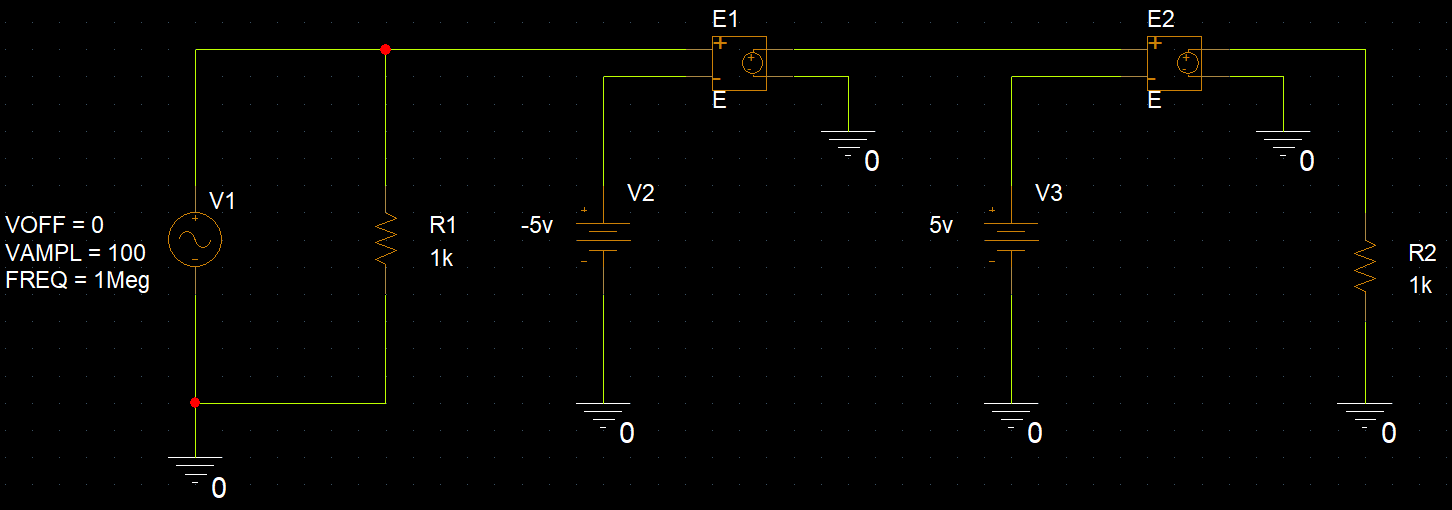 E1
E2
E
E
0
0
V1
V2
V3
VOFF = 0
VAMPL = 100
FREQ = 1Meg
R1
1k
-5v
5v
R2
1k
0
0
0
0